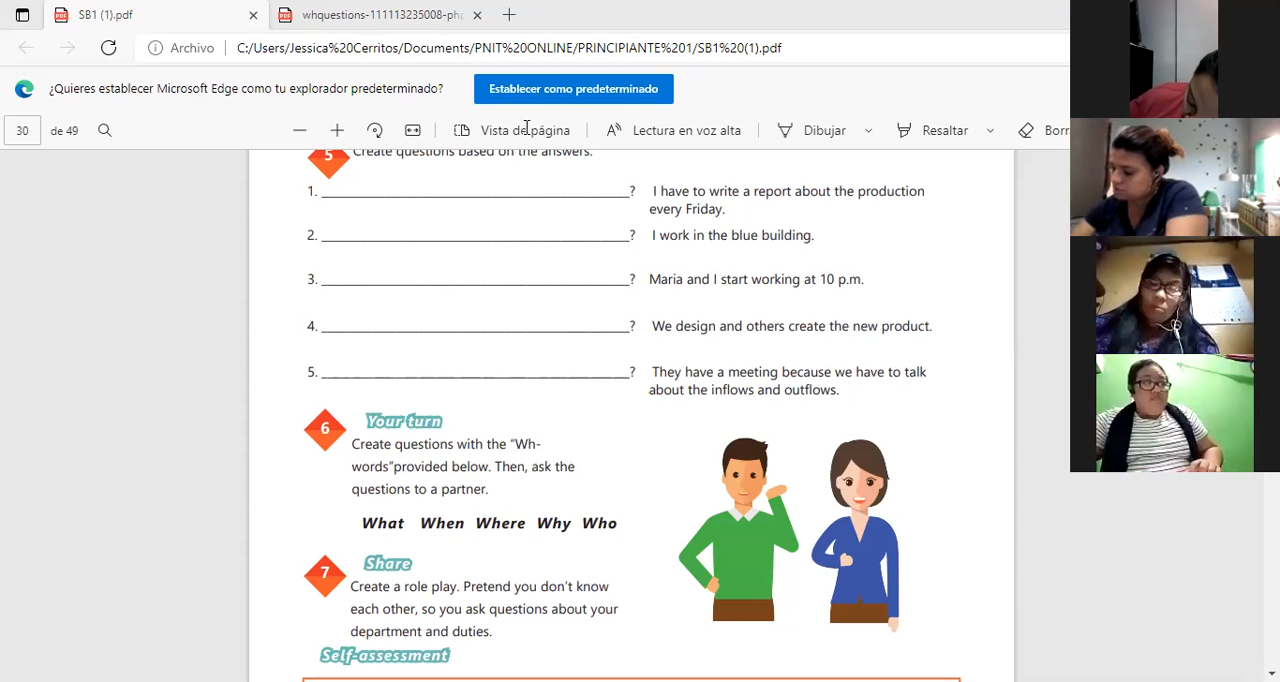 SB1 (1).pdf
whquestions-111113235008-ph
Archivo
C:/Users/Jessica%20Cerritos/Documents/PNIT%20ONLINE/PRINCIPIANTE%201/SB1%20(1).pdf
¿Quieres establecer Microsoft Edge como tu explorador predeterminado?
Establecer como predeterminado
30 de 49
Vista de página
Lectura en voz alta
Dibujar
Resaltar
Borr
5 Create questions based on the answers.
1. ? I have to write a report about the production
every Friday.
2. ? I work in the blue building.
3. ? Maria and I start working at 10 p.m.
4. ? We design and others create the new product.
5. ? They have a meeting because we have to talk
about the inflows and outflows.
6 Your turn
Create questions with the "Wh-
words"provided below. Then, ask the
questions to a partner.
What When Where Why Who
7 Share
Create a role play. Pretend you don't know
each other, so you ask questions about your
department and duties.
Self-assessment